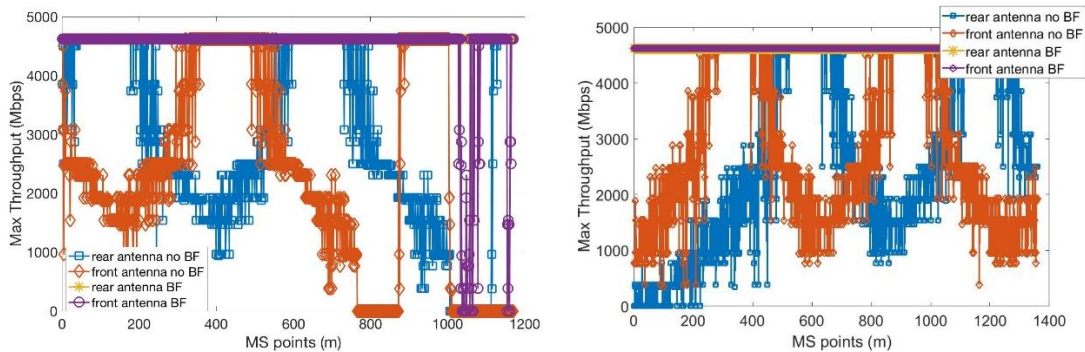 5000
4000
3000
2000
1000
0
Max Throughput (Mbps)
rear antenna no BF
front antenna no BF
rear antenna BF
front antenna BF
0
200
400
600
800
1000
1200
MS points (m)
rear antenna no BF
front antenna no BF
rear antenna BF
front antenna BF
5000
4000
3000
2000
1000
0
Max Throughput (Mbps)
0
200
400
600
800
1000
1200
1400
MS points (m)